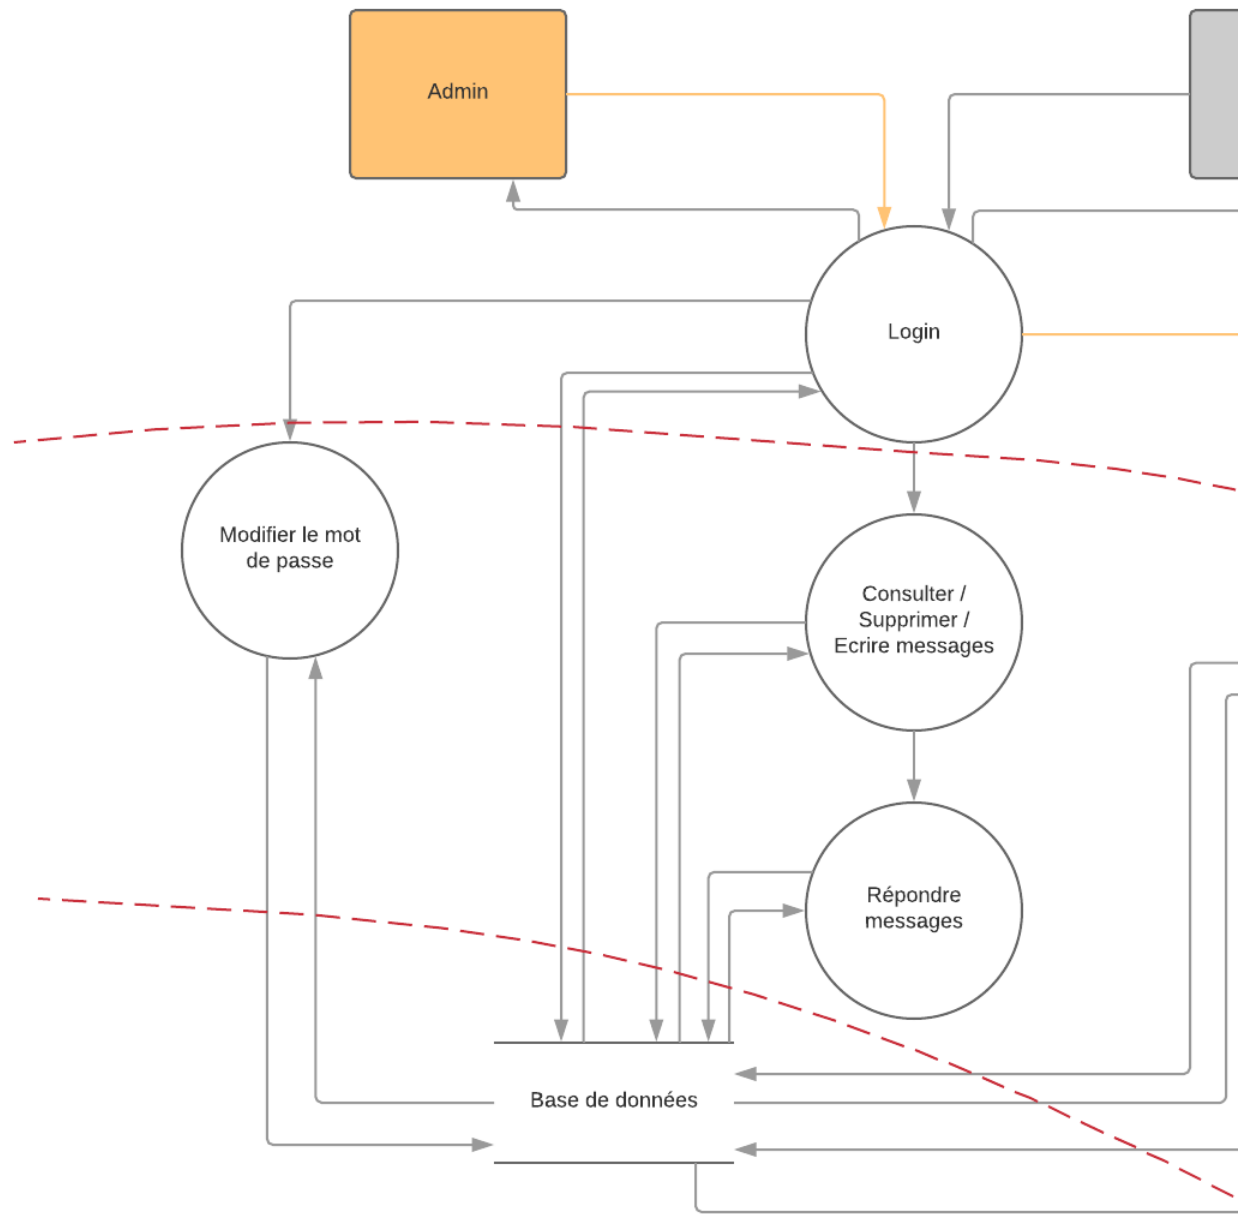 Admin
Login
Modifier le mot
de passe
Consulter /
Supprimer /
Ecrire messages
Répondre
messages
Base de données